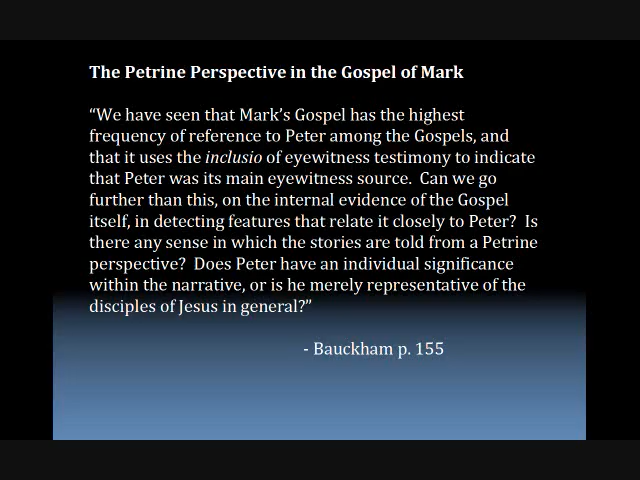 The Petrine Perspective in the Gospel of Mark
“We have seen that Mark’s Gospel has the highest
frequency of reference to Peter among the Gospels, and
that it uses the inclusio of eyewitness testimony to indicate
that Peter was its main eyewitness source.  Can we go
further than this, on the internal evidence of the Gospel
itself, in detecting features that relate it closely to Peter?  Is
there any sense in which the stories are told from a Petrine
perspective?  Does Peter have an individual significance
within the narrative, or is he merely representative of the
disciples of Jesus in general?”
- Bauckham p. 155